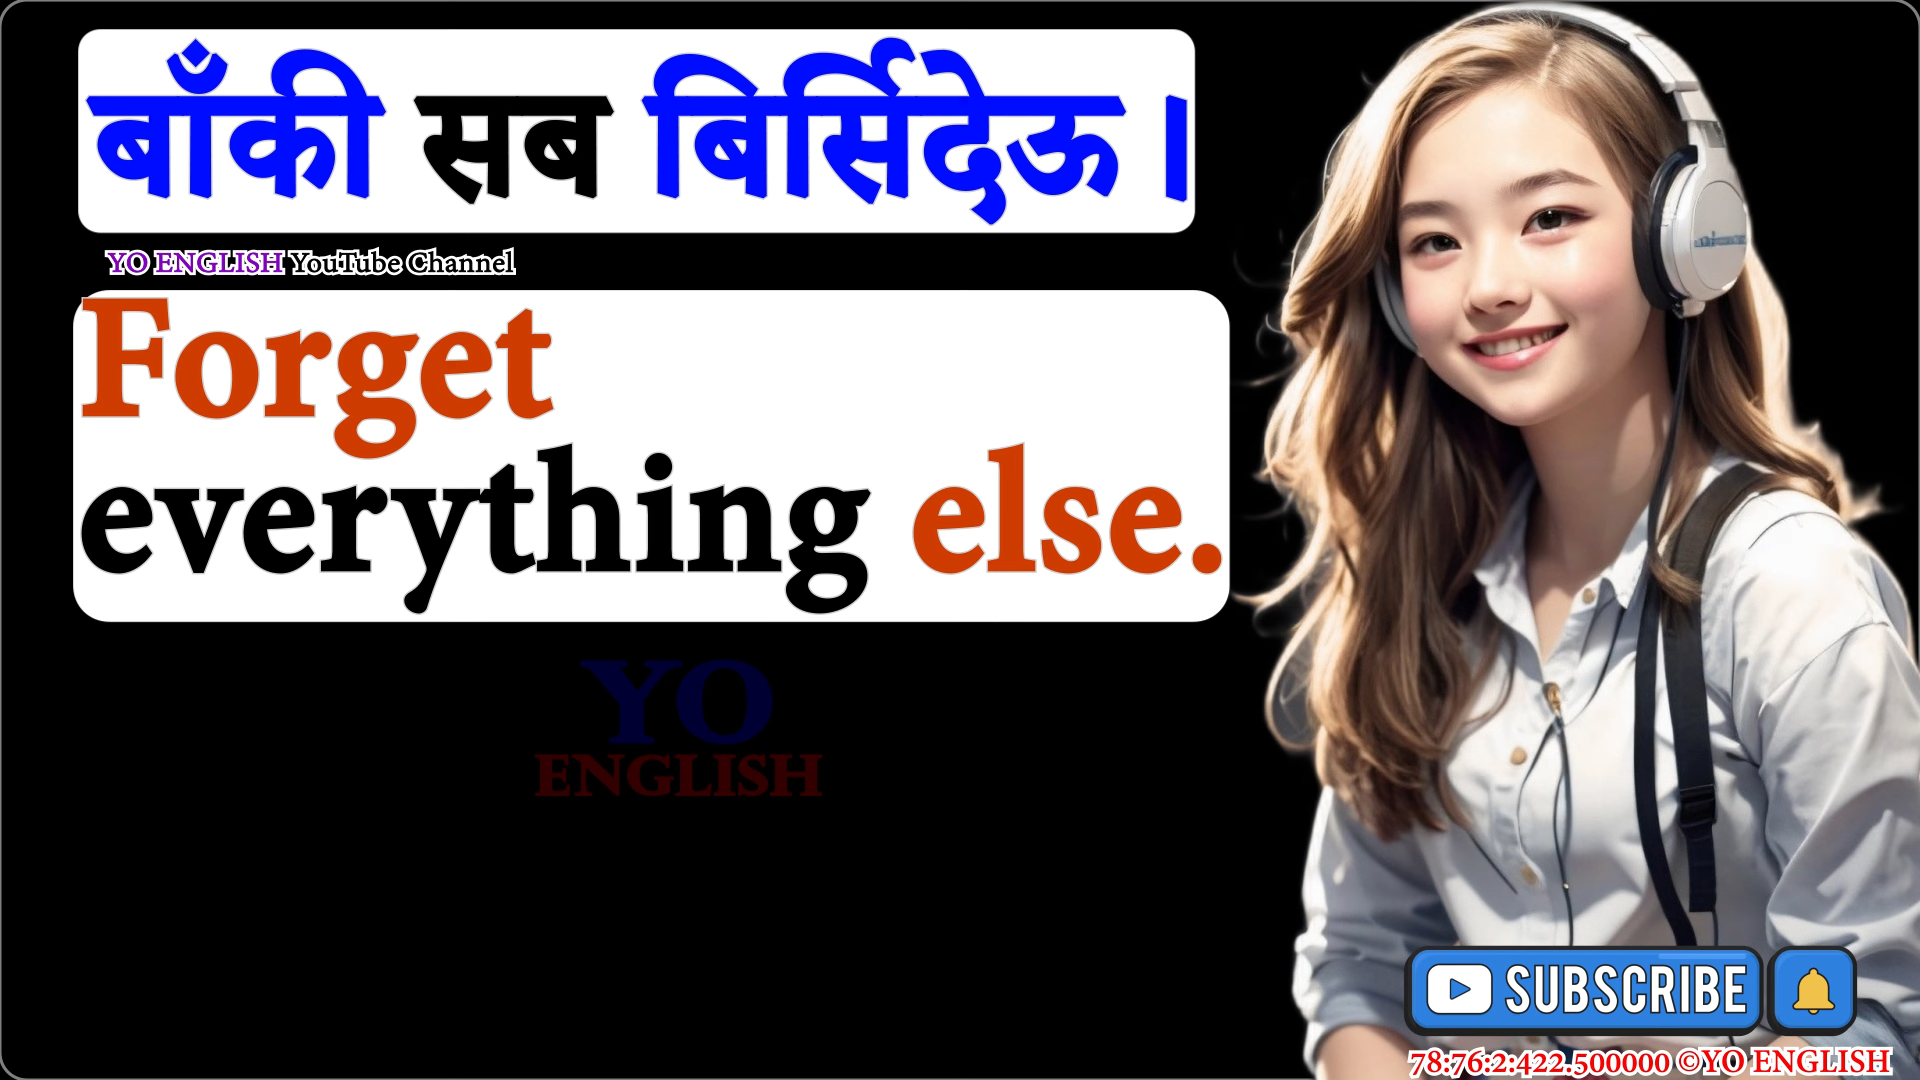 बाँकी सब बिर्सिदेऊ ।
YO ENGLISH YouTube Channel
Forget
everything else.
YO
ENGLISH
SUBSCRIBE
78:76:2:422.500000 ©YO ENGLISH